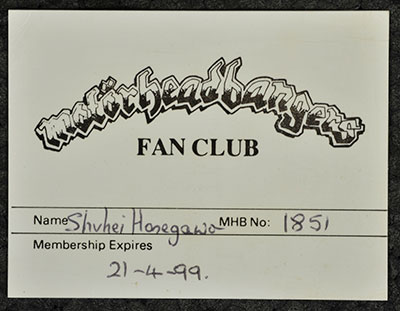 motörheadbangers
FAN CLUB
Name Shuhei Hasegawa MHB No: 1851
Membership Expires
21-4-99.